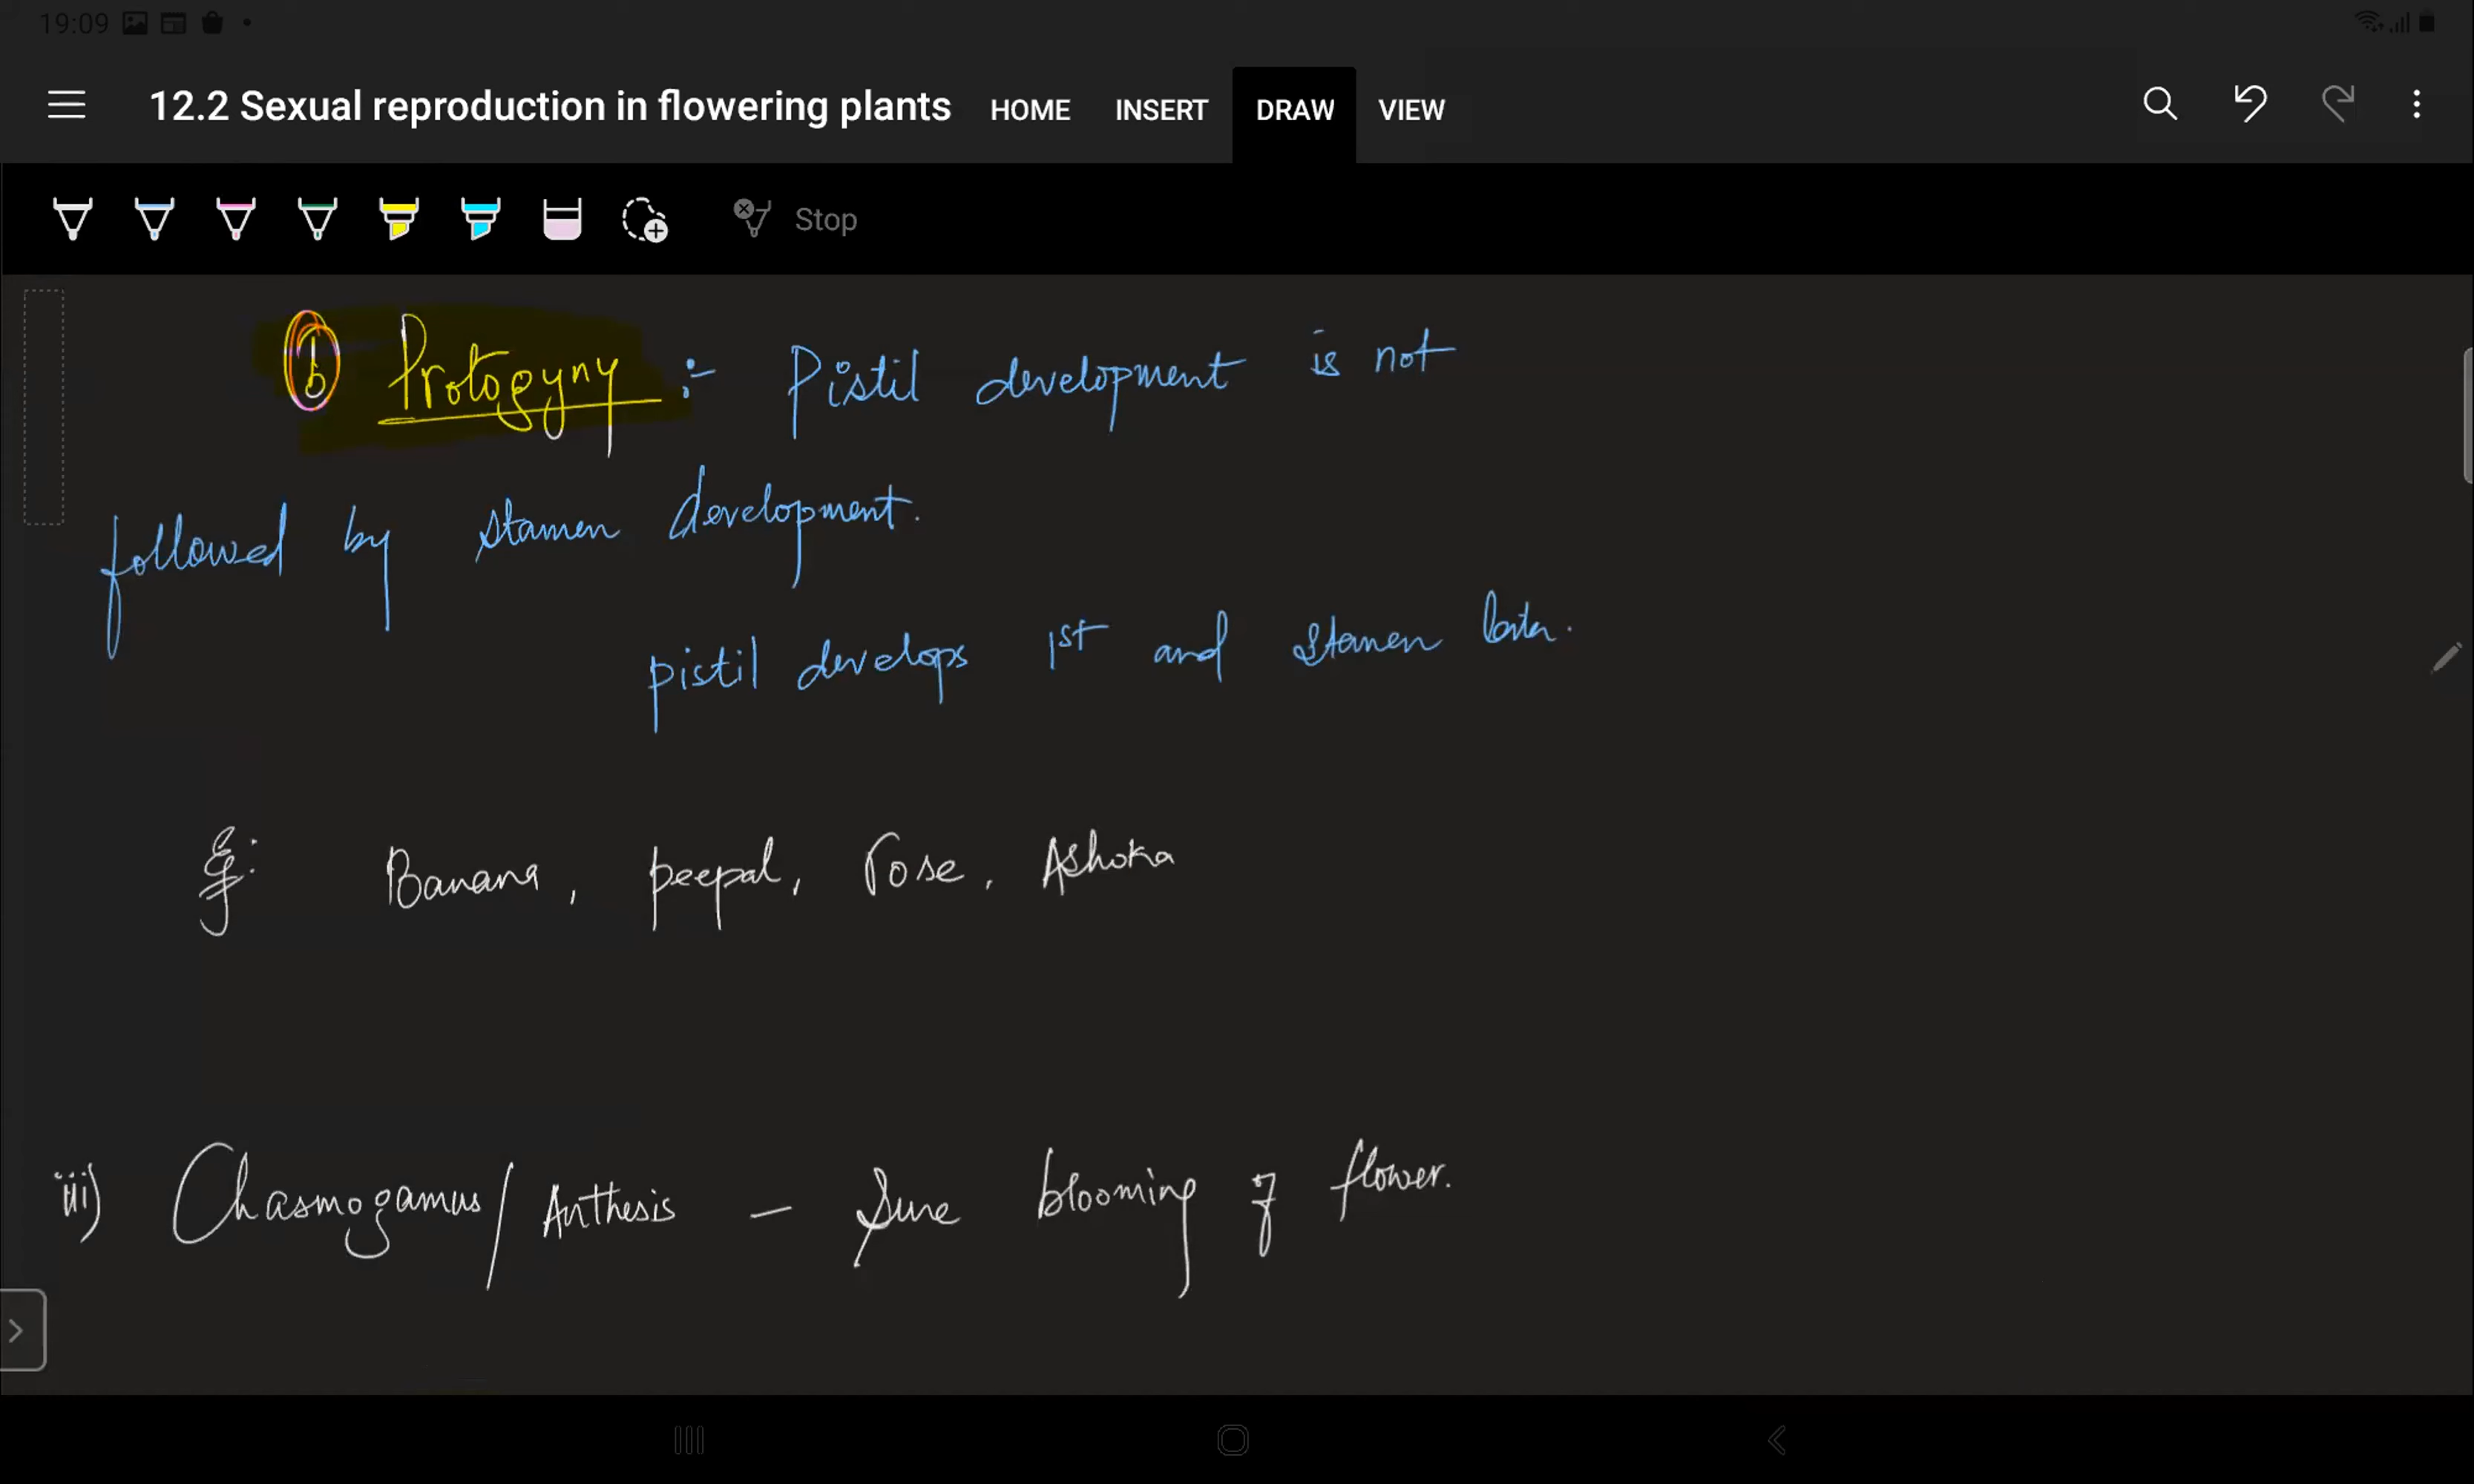 19:09
12.2 Sexual reproduction in flowering plants HOME INSERT DRAW VIEW
Stop
b Protogyny :- Pistil development is not
followed by stamen development.
pistil develops 1st and stamen later.
Eg: Banana, peepal, rose, Ashoka
iii) Chasmogamus/Anthesis - Sure blooming of flower.